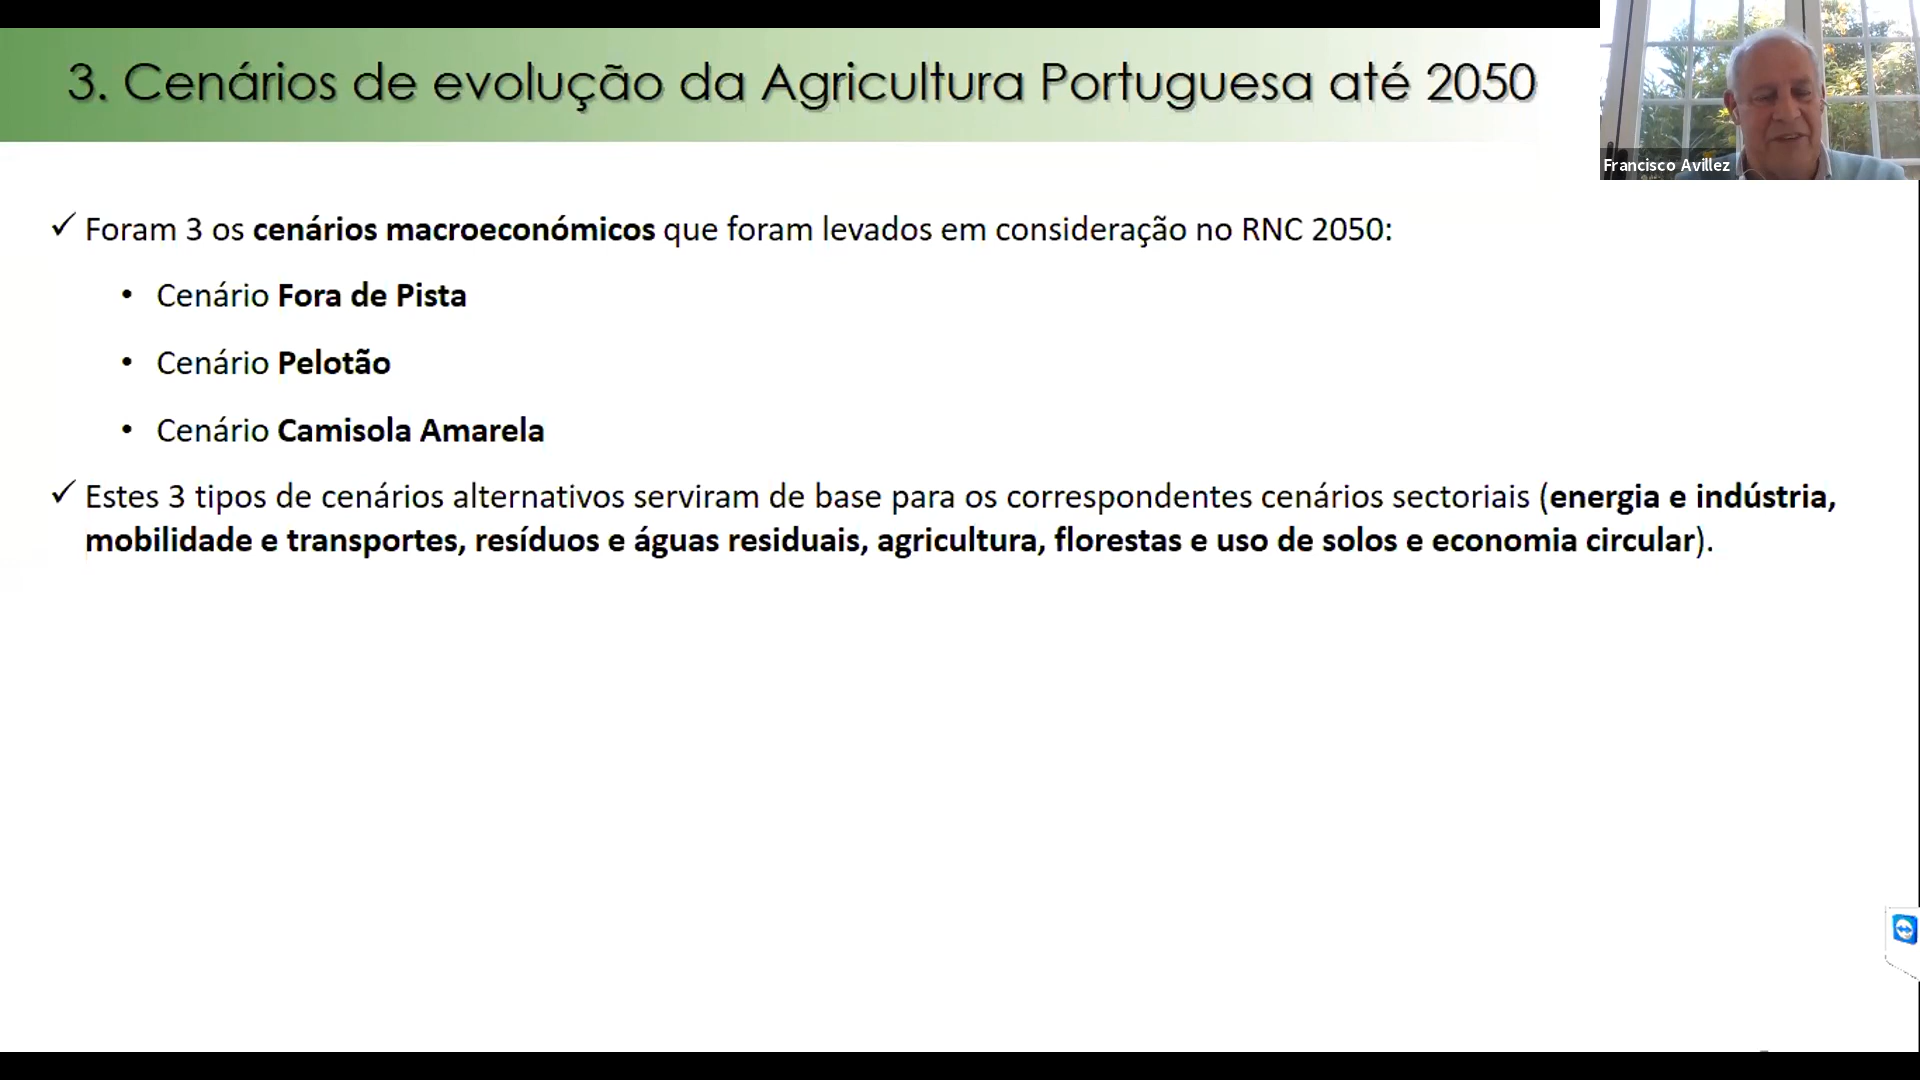 3. Cenários de evolução da Agricultura Portuguesa até 2050
Francisco Avillez
✓ Foram 3 os cenários macroeconómicos que foram levados em consideração no RNC 2050:
• Cenário Fora de Pista
• Cenário Pelotão
• Cenário Camisola Amarela
✓ Estes 3 tipos de cenários alternativos serviram de base para os correspondentes cenários sectoriais (energia e indústria,
mobilidade e transportes, resíduos e águas residuais, agricultura, florestas e uso de solos e economia circular).